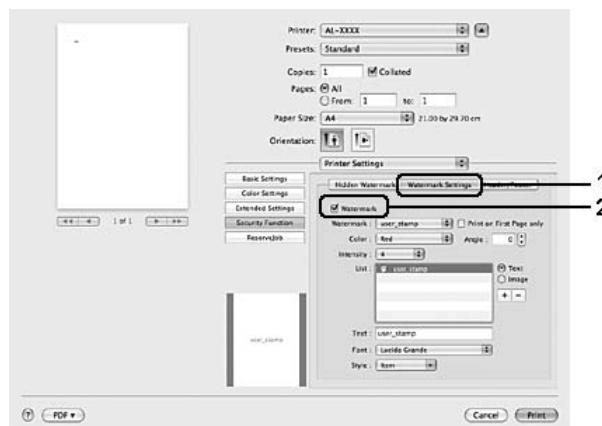 Printer: AL-XXXX
Presets: Standard
Copies: 1 Collated
Pages: All
From: 1 to: 1
Paper Size: A4 21.00 by 29.70 cm
Orientation:
Printer Settings
Basic Settings
Color Settings
Extended Settings
Security Function
ReserveJob
Hidden Watermark Watermark Settings 1
Watermark 2
Watermark: user_stamp Print on First Page only
Color: Red Angle: 0
Intensity: 4
List: user_stamp Text
Image
+ -
Text: user_stamp
Font: Lucida Grande
Style:
1 of 1
user_stamp
? PDF ▾ Cancel Print